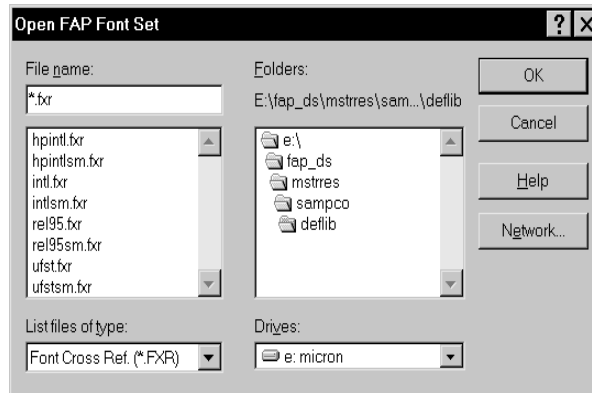 Open FAP Font Set
File name:
*.fxr
hpintl.fxr
hpintlsm.fxr
intl.fxr
intlsm.fxr
rel95.fxr
rel95sm.fxr
ufst.fxr
ufstsm.fxr
List files of type:
Font Cross Ref. (*.FXR)
Folders:
E:\fap_ds\mstrres\sam...\deflib
e:\
fap_ds
mstrres
sampco
deflib
Drives:
e: micron
OK
Cancel
Help
Network...